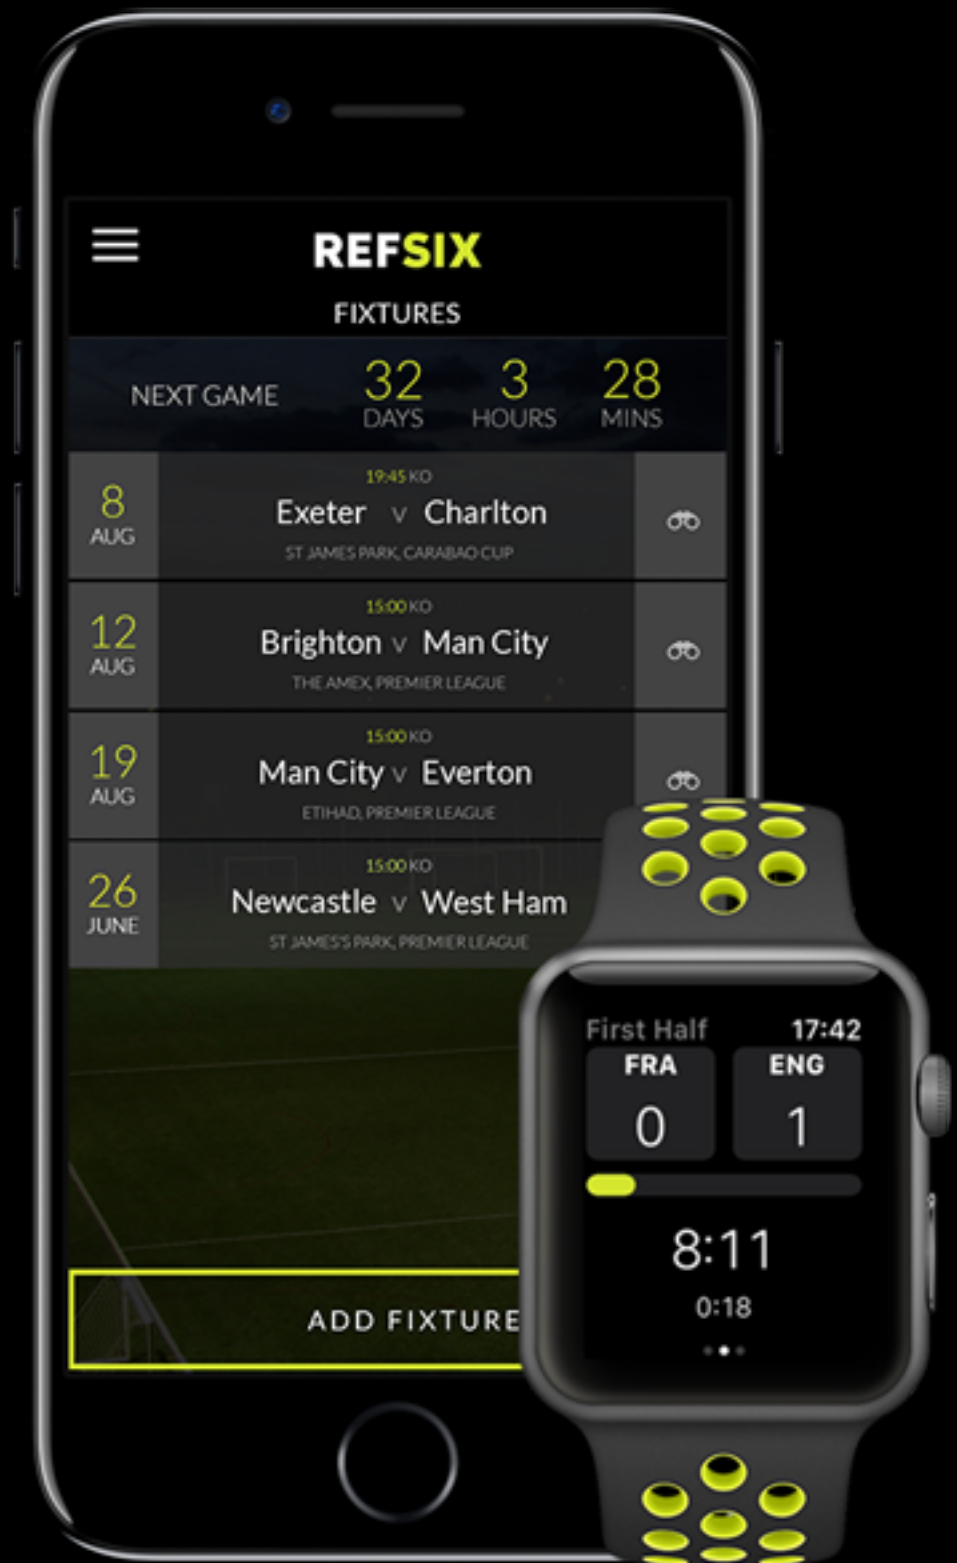 REFSIX
FIXTURES
NEXT GAME
32 DAYS
3 HOURS
28 MINS
8 AUG
19:45 KO
Exeter v Charlton
ST JAMES PARK, CARABAO CUP
12 AUG
15:00 KO
Brighton v Man City
THE AMEX, PREMIER LEAGUE
19 AUG
15:00 KO
Man City v Everton
ETIHAD, PREMIER LEAGUE
26 JUNE
15:00 KO
Newcastle v West Ham
ST JAMES'S PARK, PREMIER LEAGUE
ADD FIXTURE
First Half 17:42
FRA ENG
0 1
8:11
0:18